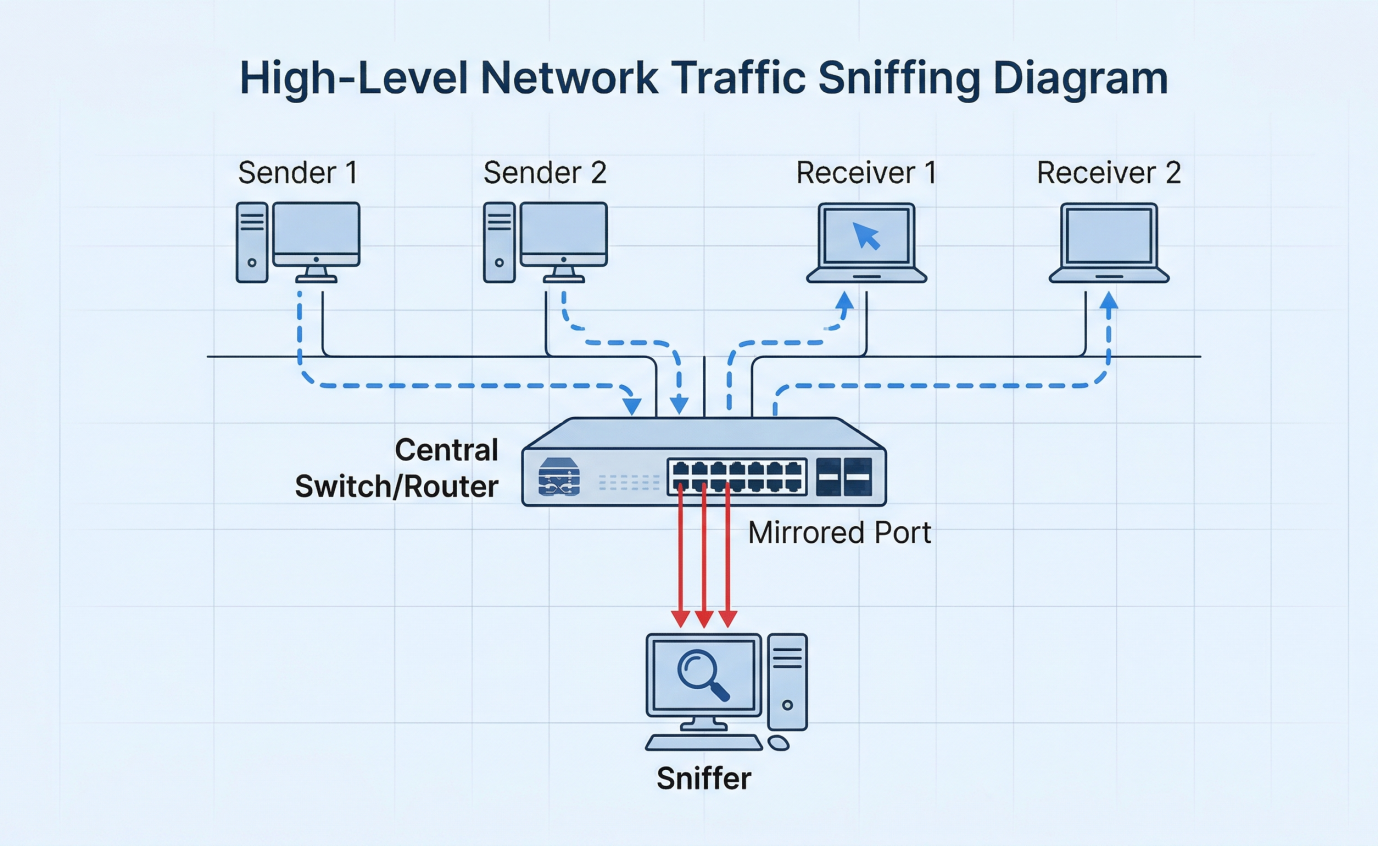 High-Level Network Traffic Sniffing Diagram
Sender 1
Sender 2
Receiver 1
Receiver 2
Central
Switch/Router
Mirrored Port
Sniffer